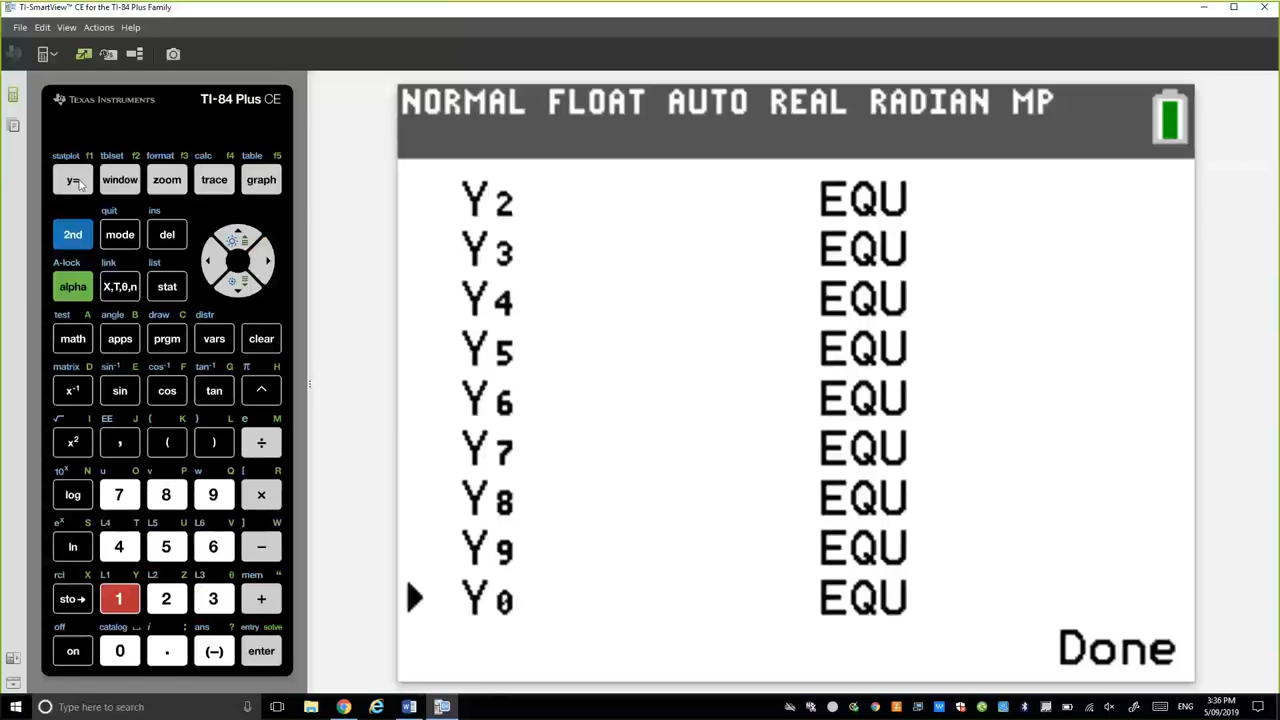 TI-SmartView™ CE for the TI-84 Plus Family
File Edit View Actions Help
TEXAS INSTRUMENTS TI-84 Plus CE
statplot f1 tblset f2 format f3 calc f4 table f5
y= window zoom trace graph
quit ins
2nd mode del
A-lock link list
alpha X,T,θ,n stat
test A angle B draw C distr
math apps prgm vars clear
matrix D sin⁻¹ E cos⁻¹ F tan⁻¹ G π H
x⁻¹ sin cos tan ^
√ I EE J { K } L e M
x² , ( ) ÷
10ˣ N u O v P w Q [ R
log 7 8 9 ×
eˣ S L4 T L5 U L6 V ] W
ln 4 5 6 −
rcl X L1 Y L2 Z L3 θ mem "
sto→ 1 2 3 +
off catalog i : ans ? entry solve
on 0 . (−) enter
NORMAL FLOAT AUTO REAL RADIAN MP
Y2 EQU
Y3 EQU
Y4 EQU
Y5 EQU
Y6 EQU
Y7 EQU
Y8 EQU
Y9 EQU
Y0 EQU
Done
Type here to search
ENG
3:36 PM
5/09/2019